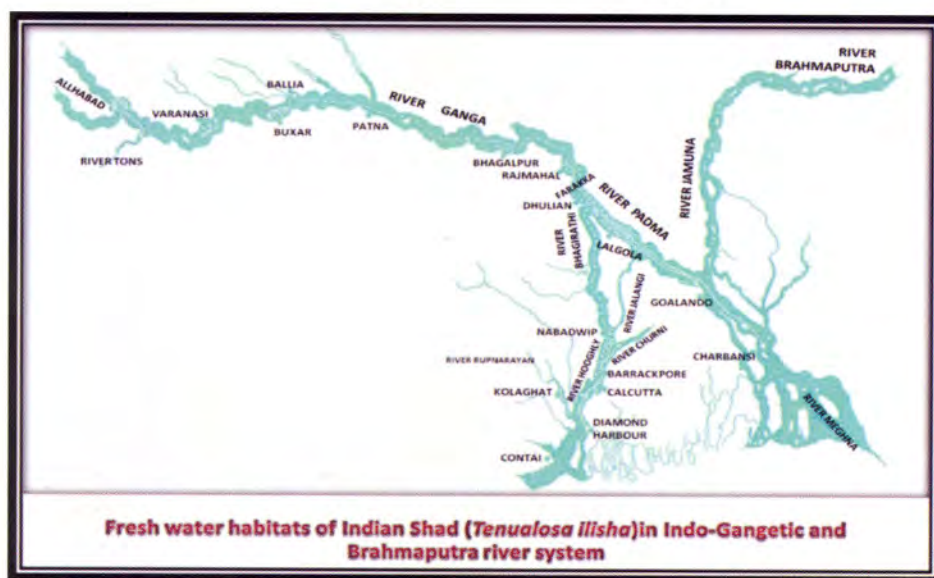 RIVER
BRAHMAPUTRA
ALLHABAD
BALLIA
VARANASI
RIVER GANGA
BUXAR
PATNA
RIVER TONS
BHAGALPUR
RAJMAHAL
FARAKKA
DHULIAN
RIVER PADMA
RIVER JAMUNA
RIVER
BHAGIRATHI
LALGOLA
RIVER JALANGI
GOALANDO
NABADWIP
RIVER CHURNI
CHARBANSI
RIVER RUPNARAYAN
RIVER HOOGHLY
BARRACKPORE
KOLAGHAT
CALCUTTA
RIVER MEGHNA
DIAMOND
HARBOUR
CONTAI
Fresh water habitats of Indian Shad (Tenualosa ilisha)in Indo-Gangetic and
Brahmaputra river system